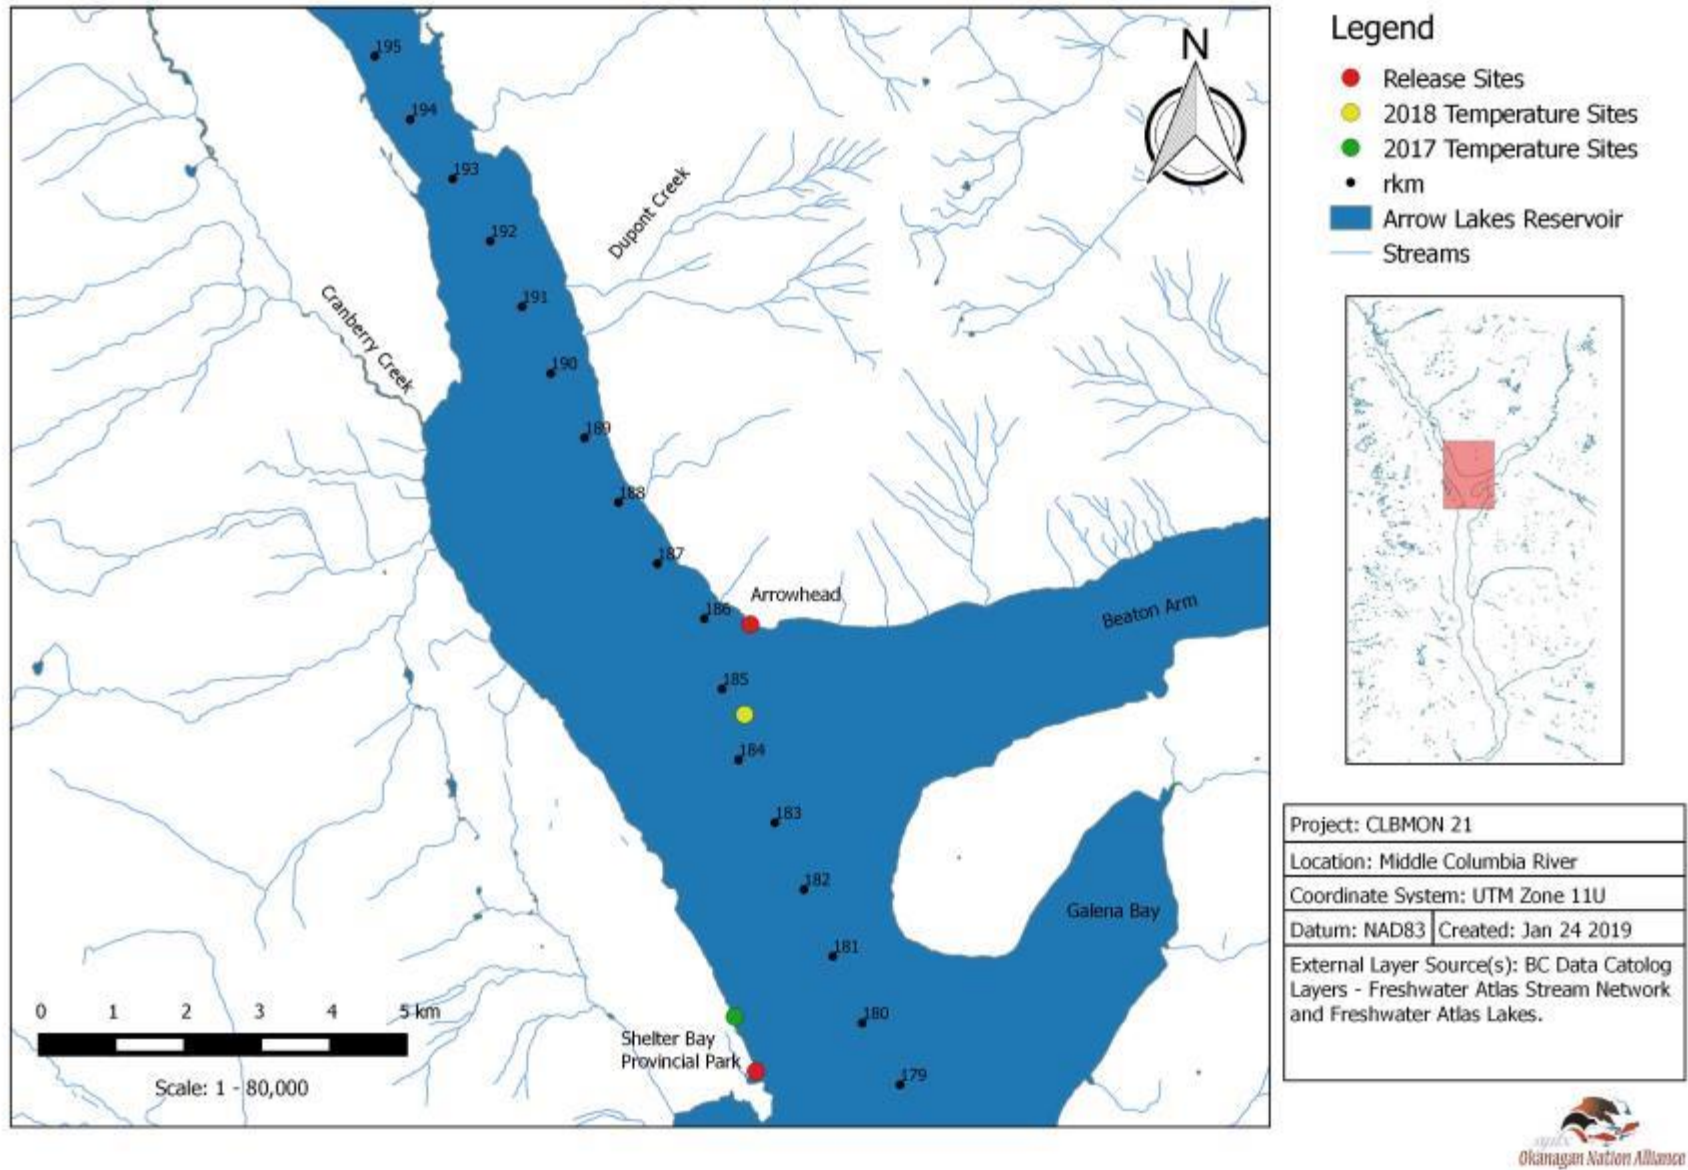 195
194
193
192
191
190
189
188
187
186
185
184
183
182
181
180
179
Dupont Creek
Cranberry Creek
Arrowhead
Beaton Arm
Galena Bay
Shelter Bay
Provincial Park
0 1 2 3 4 5 km
Scale: 1 - 80,000
N
Legend
Release Sites
2018 Temperature Sites
2017 Temperature Sites
rkm
Arrow Lakes Reservoir
Streams
Project: CLBMON 21
Location: Middle Columbia River
Coordinate System: UTM Zone 11U
Datum: NAD83 Created: Jan 24 2019
External Layer Source(s): BC Data Catolog
Layers - Freshwater Atlas Stream Network
and Freshwater Atlas Lakes.
Okanagan Nation Alliance